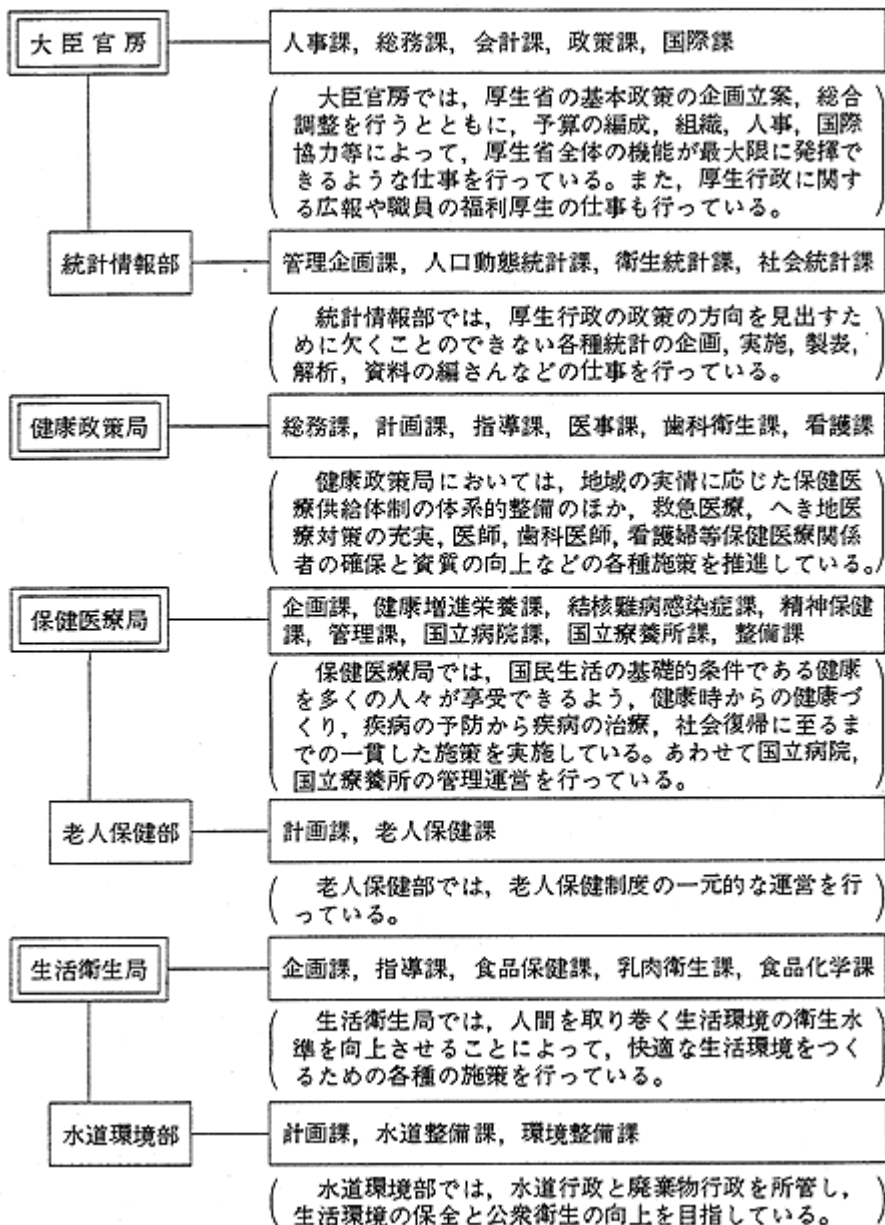 大臣官房
人事課，総務課，会計課，政策課，国際課
大臣官房では，厚生省の基本政策の企画立案，総合
調整を行うとともに，予算の編成，組織，人事，国際
協力等によって，厚生省全体の機能が最大限に発揮で
きるような仕事を行っている。また，厚生行政に関す
る広報や職員の福利厚生の仕事も行っている。
統計情報部
管理企画課，人口動態統計課，衛生統計課，社会統計課
統計情報部では，厚生行政の政策の方向を見出すた
めに欠くことのできない各種統計の企画，実施，製表，
解析，資料の編さんなどの仕事を行っている。
健康政策局
総務課，計画課，指導課，医事課，歯科衛生課，看護課
健康政策局においては，地域の実情に応じた保健医
療供給体制の体系的整備のほか，救急医療，へき地医
療対策の充実，医師，歯科医師，看護婦等保健医療関係
者の確保と資質の向上などの各種施策を推進している。
保健医療局
企画課，健康増進栄養課，結核難病感染症課，精神保健
課，管理課，国立病院課，国立療養所課，整備課
保健医療局では，国民生活の基礎的条件である健康
を多くの人々が享受できるよう，健康時からの健康づ
くり，疾病の予防から疾病の治療，社会復帰に至るま
での一貫した施策を実施している。あわせて国立病院，
国立療養所の管理運営を行っている。
老人保健部
計画課，老人保健課
老人保健部では，老人保健制度の一元的な運営を行
っている。
生活衛生局
企画課，指導課，食品保健課，乳肉衛生課，食品化学課
生活衛生局では，人間を取り巻く生活環境の衛生水
準を向上させることによって，快適な生活環境をつく
るための各種の施策を行っている。
水道環境部
計画課，水道整備課，環境整備課
水道環境部では，水道行政と廃棄物行政を所管し，
生活環境の保全と公衆衛生の向上を目指している。